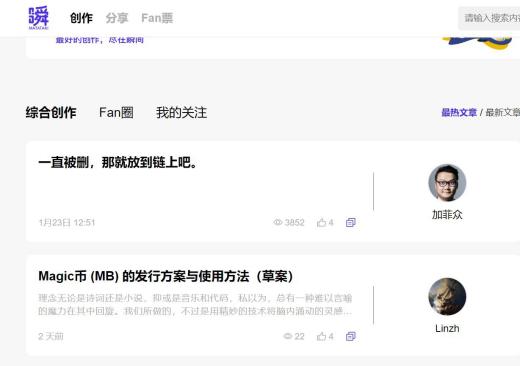 瞬
MATATAKI
创作
分享
Fan票
请输入搜索内容
最好的创作，尽在瞬间
综合创作
Fan圈
我的关注
最热文章 / 最新文章
一直被删，那就放到链上吧。
1月23日 12:51
3852
4
加菲众
Magic币 (MB) 的发行方案与使用方法（草案）
理念无论是诗词还是小说，抑或是音乐和代码，私以为，总有一种难以言喻
的魔力在其中回旋。我们所做的，不过是用精妙的技术将脑内涌动的灵感...
2 天前
22
4
Linzh